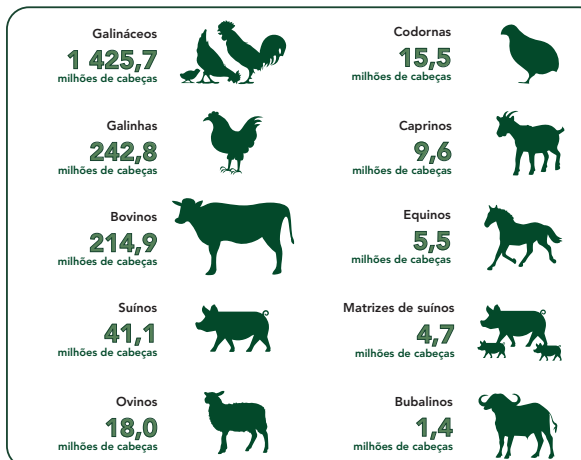 Galináceos
1 425,7
milhões de cabeças
Galinhas
242,8
milhões de cabeças
Bovinos
214,9
milhões de cabeças
Suínos
41,1
milhões de cabeças
Ovinos
18,0
milhões de cabeças
Codornas
15,5
milhões de cabeças
Caprinos
9,6
milhões de cabeças
Equinos
5,5
milhões de cabeças
Matrizes de suínos
4,7
milhões de cabeças
Bubalinos
1,4
milhões de cabeças